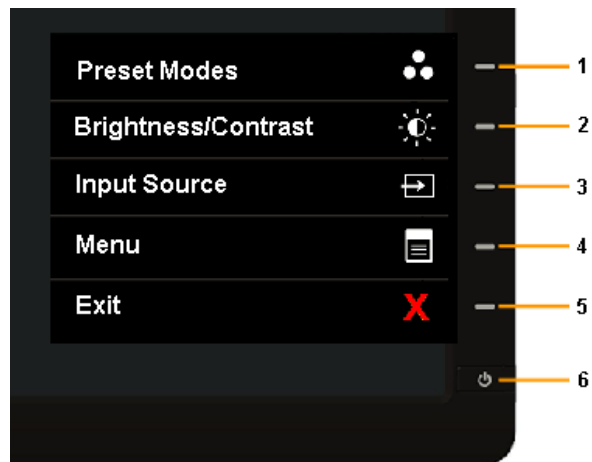 Preset Modes 1
Brightness/Contrast 2
Input Source 3
Menu 4
Exit X 5
6